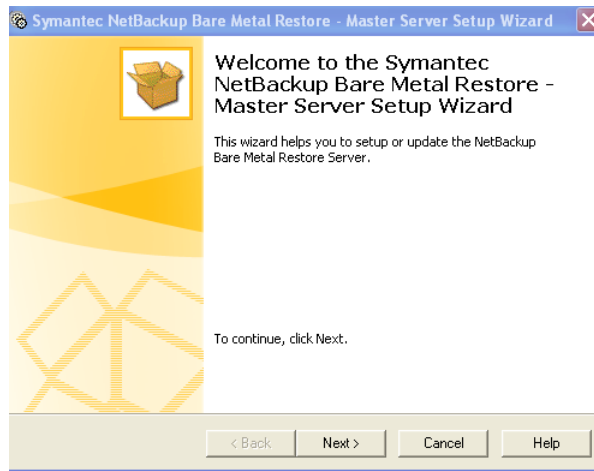 Symantec NetBackup Bare Metal Restore - Master Server Setup Wizard
Welcome to the Symantec
NetBackup Bare Metal Restore -
Master Server Setup Wizard
This wizard helps you to setup or update the NetBackup
Bare Metal Restore Server.
To continue, click Next.
< Back
Next >
Cancel
Help